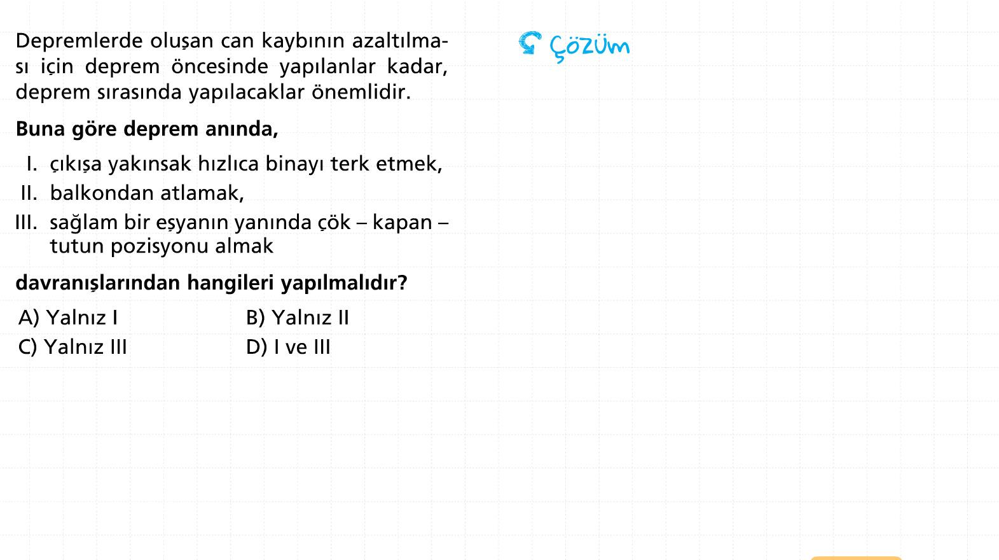 Depremlerde oluşan can kaybının azaltılma-
sı için deprem öncesinde yapılanlar kadar,
deprem sırasında yapılacaklar önemlidir.
Buna göre deprem anında,
I. çıkışa yakınsak hızlıca binayı terk etmek,
II. balkondan atlamak,
III. sağlam bir eşyanın yanında çök – kapan –
tutun pozisyonu almak
davranışlarından hangileri yapılmalıdır?
A) Yalnız I B) Yalnız II
C) Yalnız III D) I ve III
Çözüm